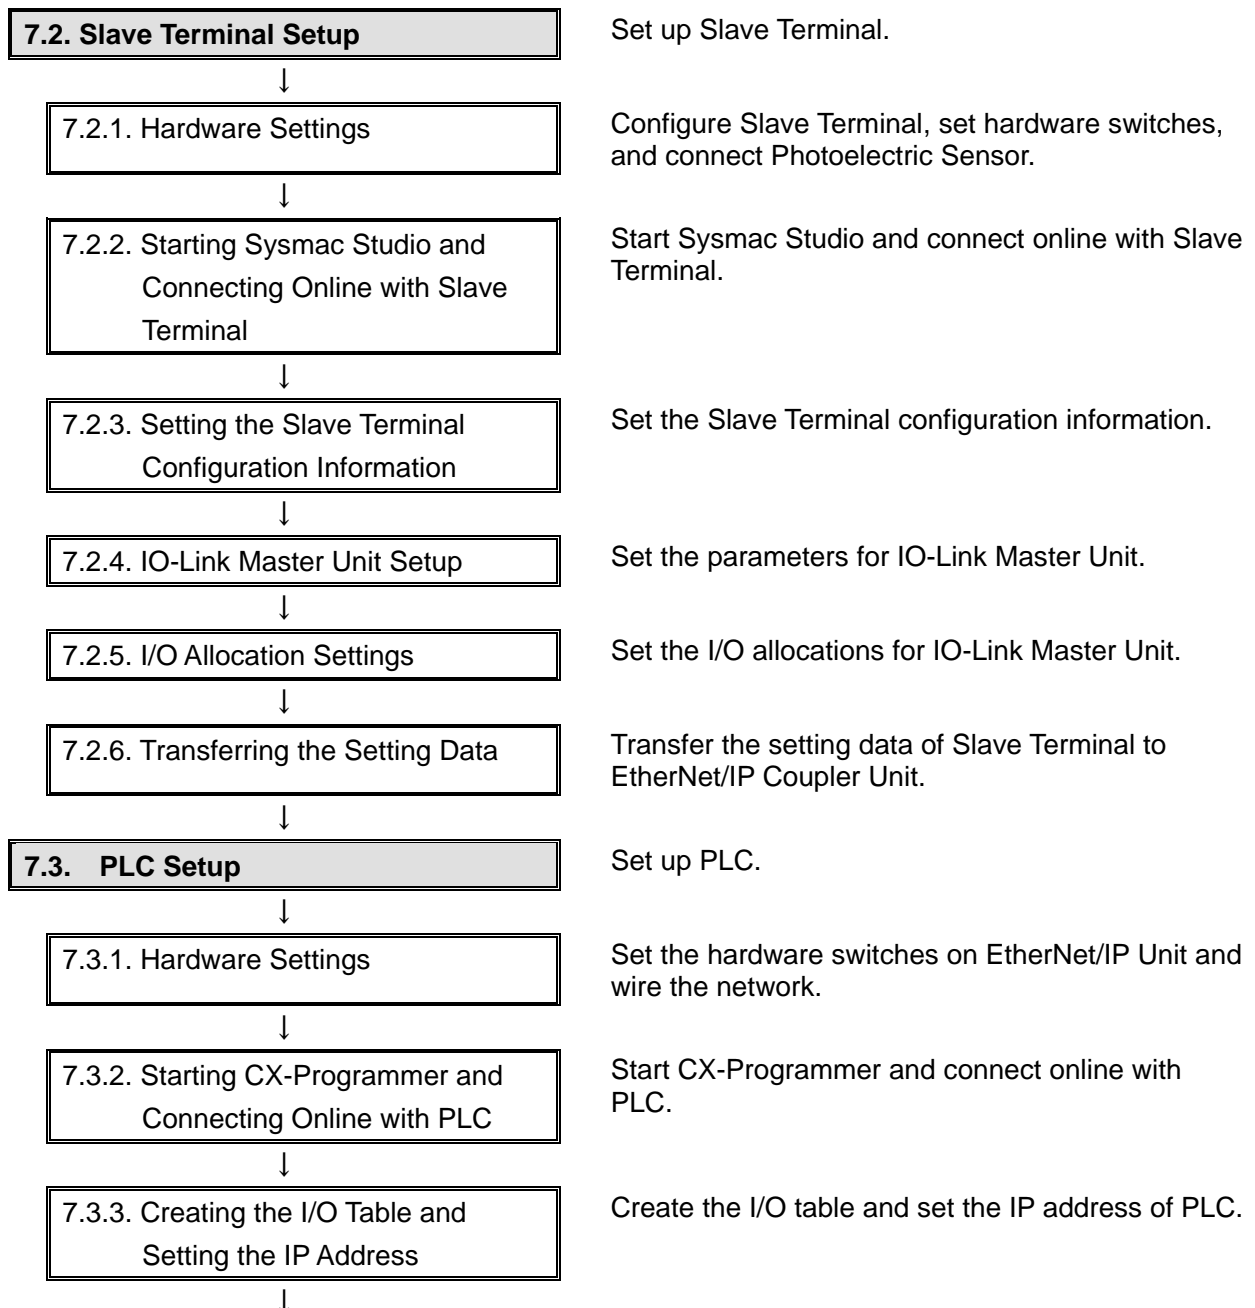 7.2. Slave Terminal Setup
Set up Slave Terminal.
↓
7.2.1. Hardware Settings
Configure Slave Terminal, set hardware switches,
and connect Photoelectric Sensor.
↓
7.2.2. Starting Sysmac Studio and
Connecting Online with Slave
Terminal
Start Sysmac Studio and connect online with Slave
Terminal.
↓
7.2.3. Setting the Slave Terminal
Configuration Information
Set the Slave Terminal configuration information.
↓
7.2.4. IO-Link Master Unit Setup
Set the parameters for IO-Link Master Unit.
↓
7.2.5. I/O Allocation Settings
Set the I/O allocations for IO-Link Master Unit.
↓
7.2.6. Transferring the Setting Data
Transfer the setting data of Slave Terminal to
EtherNet/IP Coupler Unit.
↓
7.3. PLC Setup
Set up PLC.
↓
7.3.1. Hardware Settings
Set the hardware switches on EtherNet/IP Unit and
wire the network.
↓
7.3.2. Starting CX-Programmer and
Connecting Online with PLC
Start CX-Programmer and connect online with
PLC.
↓
7.3.3. Creating the I/O Table and
Setting the IP Address
Create the I/O table and set the IP address of PLC.
↓